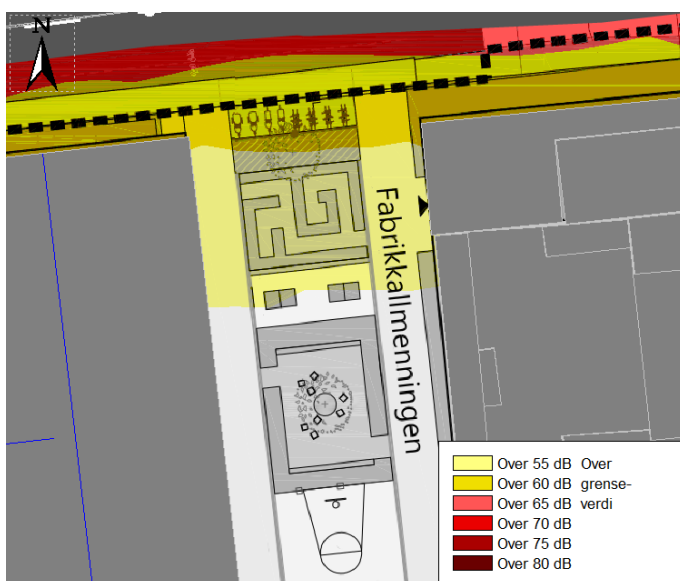 Fabrikkallmenningen
Over 55 dB Over
Over 60 dB grense-
Over 65 dB verdi
Over 70 dB
Over 75 dB
Over 80 dB